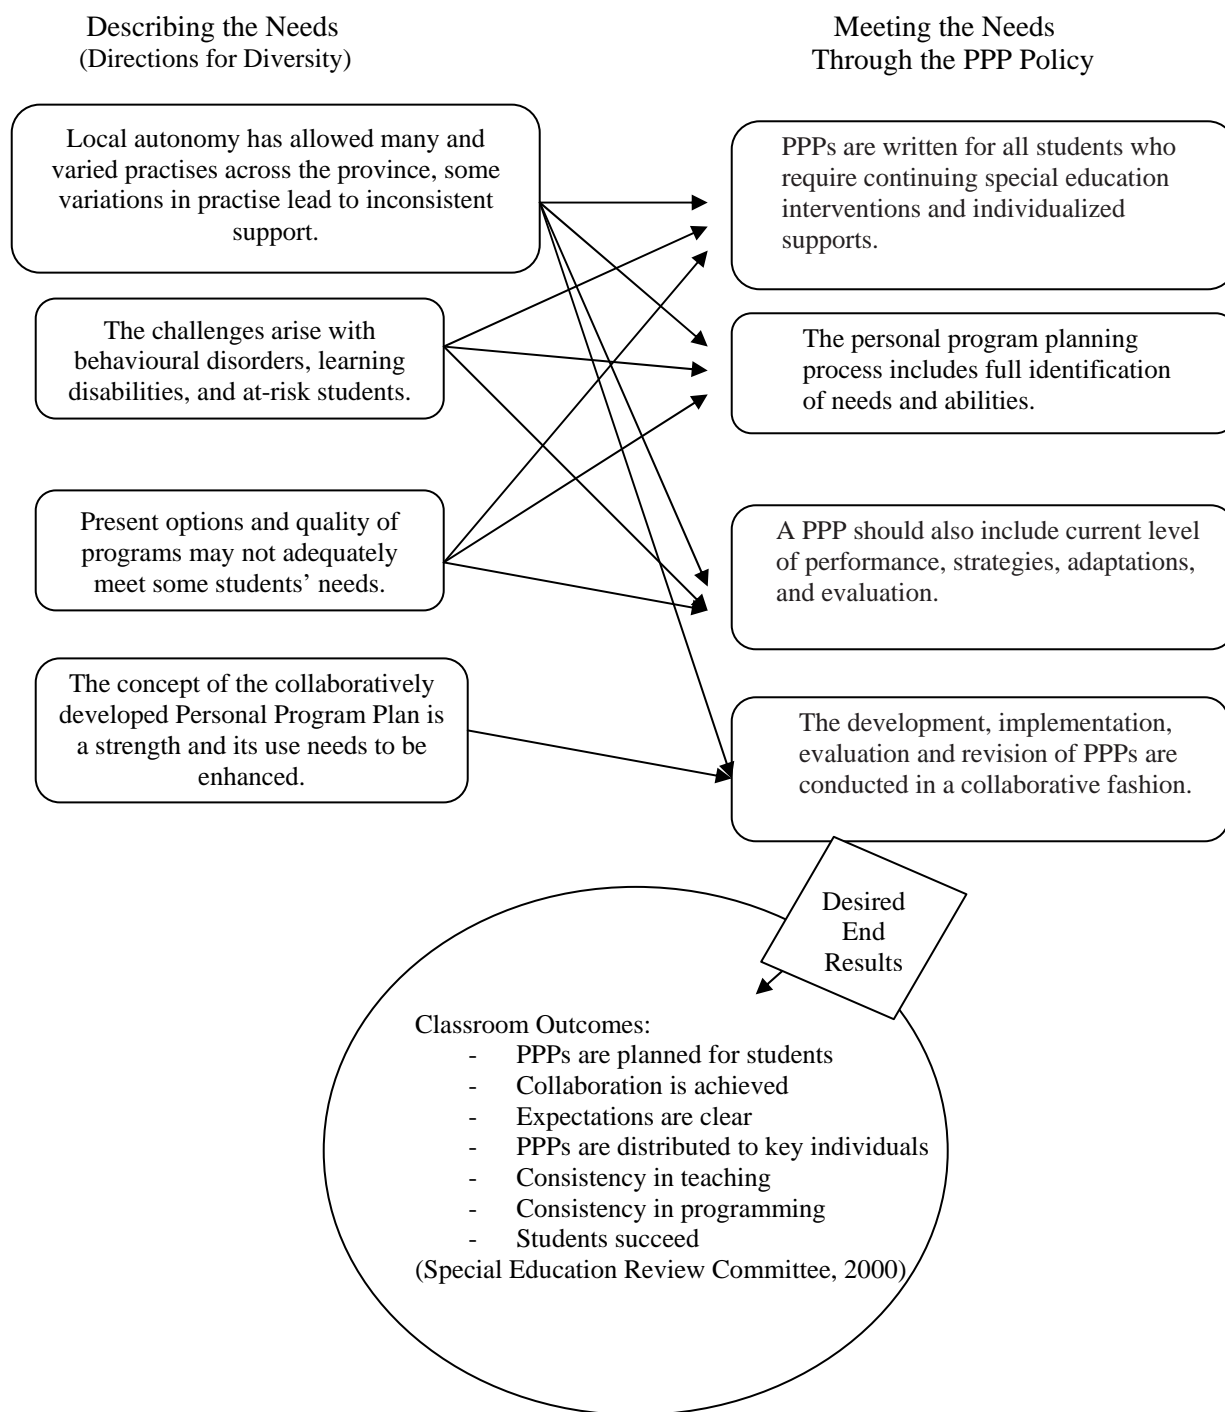 Describing the Needs
(Directions for Diversity)
Meeting the Needs
Through the PPP Policy
Local autonomy has allowed many and
varied practises across the province, some
variations in practise lead to inconsistent
support.
PPPs are written for all students who
require continuing special education
interventions and individualized
supports.
The challenges arise with
behavioural disorders, learning
disabilities, and at-risk students.
The personal program planning
process includes full identification
of needs and abilities.
Present options and quality of
programs may not adequately
meet some students’ needs.
A PPP should also include current level
of performance, strategies, adaptations,
and evaluation.
The concept of the collaboratively
developed Personal Program Plan is
a strength and its use needs to be
enhanced.
The development, implementation,
evaluation and revision of PPPs are
conducted in a collaborative fashion.
Desired
End
Results
Classroom Outcomes:
- PPPs are planned for students
- Collaboration is achieved
- Expectations are clear
- PPPs are distributed to key individuals
- Consistency in teaching
- Consistency in programming
- Students succeed
(Special Education Review Committee, 2000)